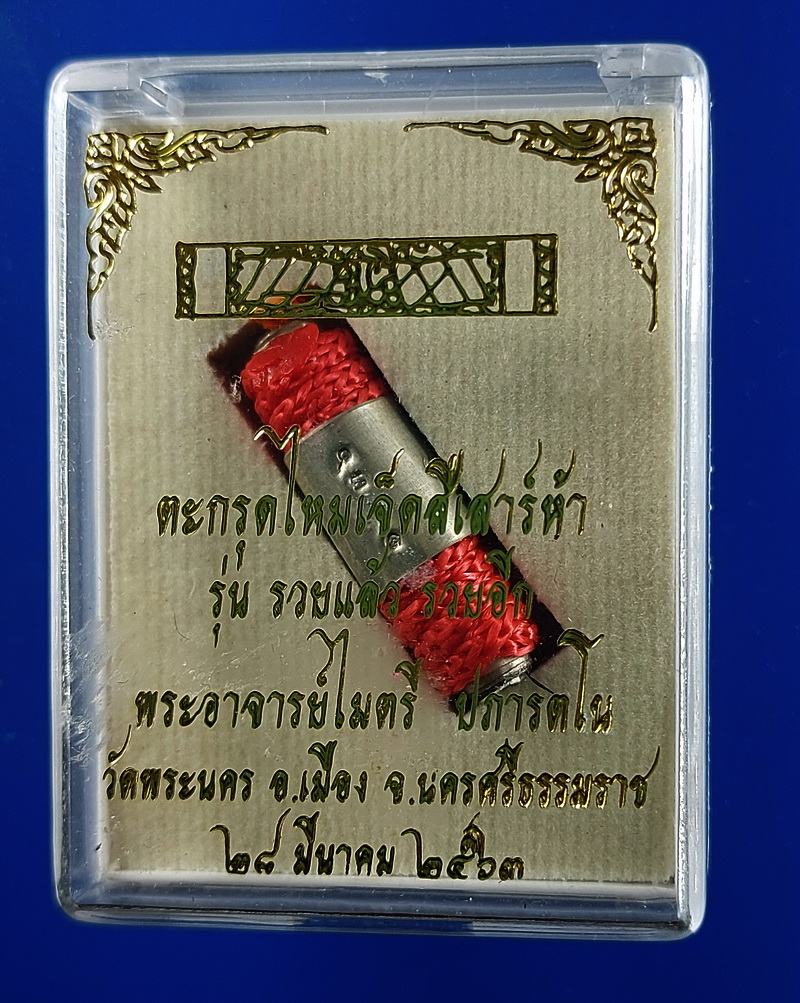 ตะกรุดไหมเจ็ดสีเสาร์ห้า
รุ่น รวยแล้ว รวยอีก
พระอาจารย์ไมตรี ปภารตโน
วัดพระนคร อ.เมือง จ.นครศรีธรรมราช
๒๘ มีนาคม ๒๕๖๓